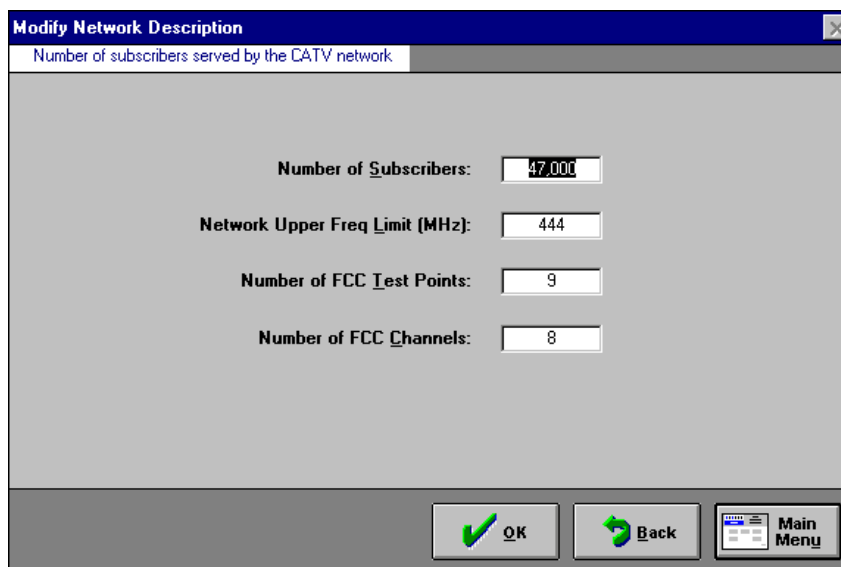 Modify Network Description
Number of subscribers served by the CATV network
Number of Subscribers: 47,000
Network Upper Freq Limit (MHz): 444
Number of FCC Test Points: 9
Number of FCC Channels: 8
OK Back Main Menu